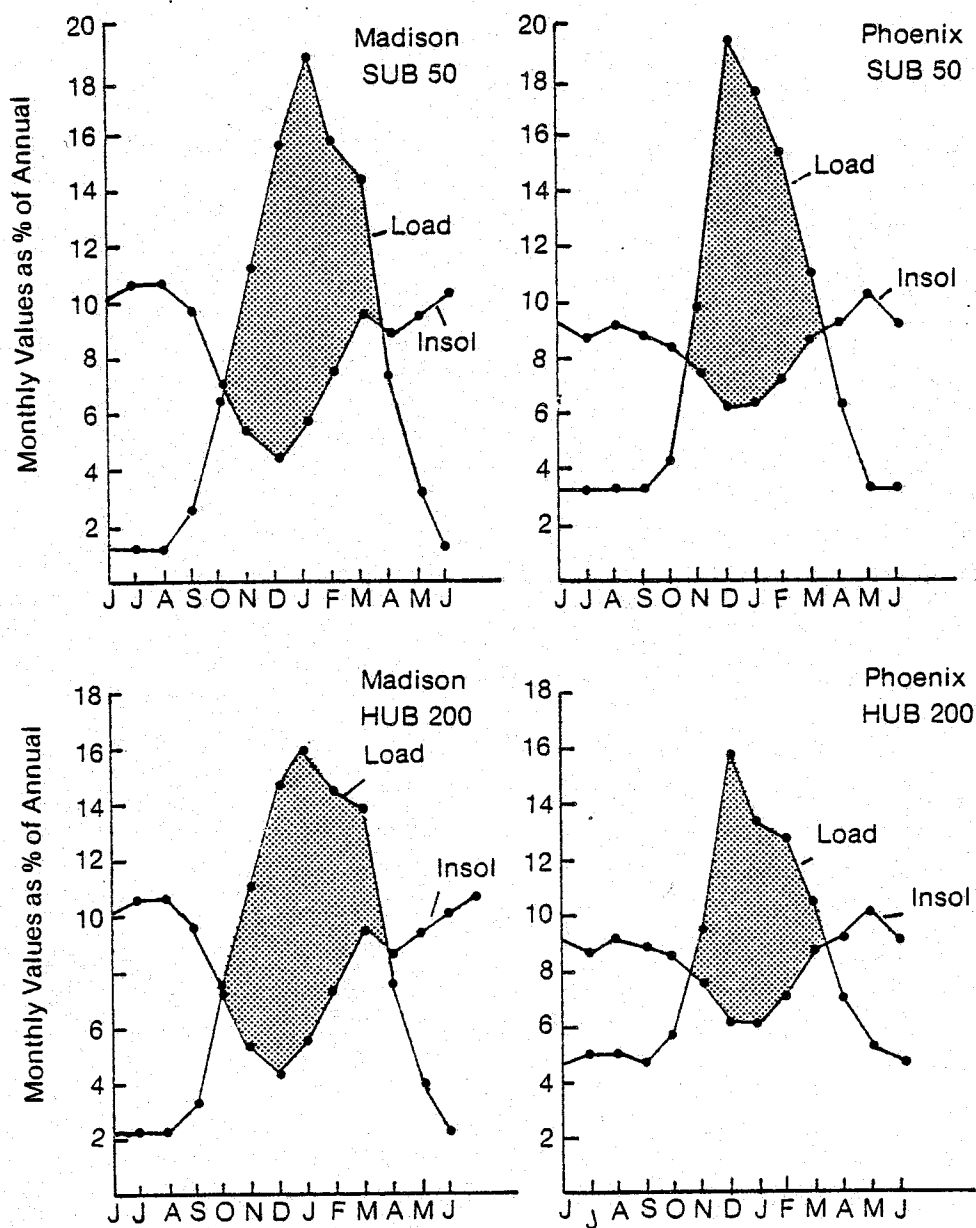 Madison
SUB 50
Monthly Values as % of Annual
20
18
16
14
12
10
8
6
4
2
Load
Insol
J J A S O N D J F M A M J
Phoenix
SUB 50
20
18
16
14
12
10
8
6
4
2
Load
Insol
J J A S O N D J F M A M J
Madison
HUB 200
Monthly Values as % of Annual
18
16
14
12
10
8
6
4
2
Load
Insol
J J A S O N D J F M A M J
Phoenix
HUB 200
18
16
14
12
10
8
6
4
2
Load
Insol
J J A S O N D J F M A M J